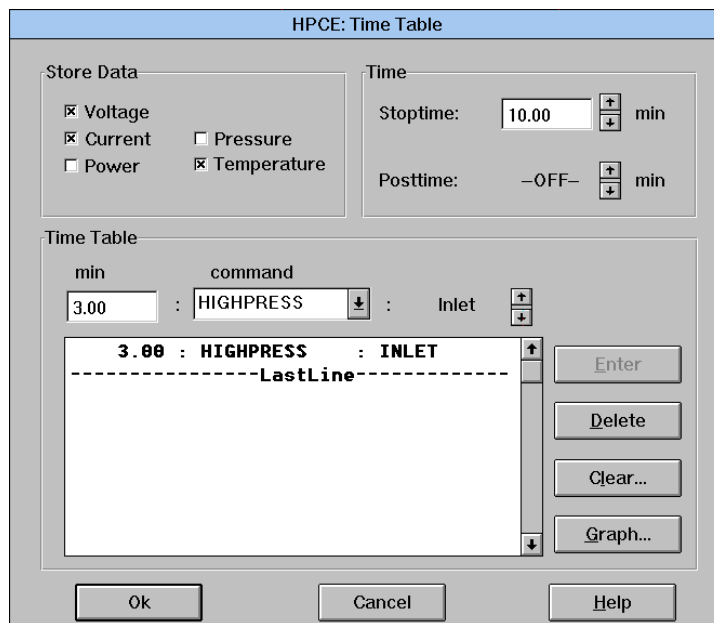 HPCE: Time Table
Store Data
Voltage
Current
Pressure
Power
Temperature
Time
Stoptime: 10.00 min
Posttime: –OFF– min
Time Table
min command
3.00 : HIGHPRESS : Inlet
3.00 : HIGHPRESS : INLET
----------------LastLine-------------
Enter
Delete
Clear...
Graph...
Ok Cancel Help